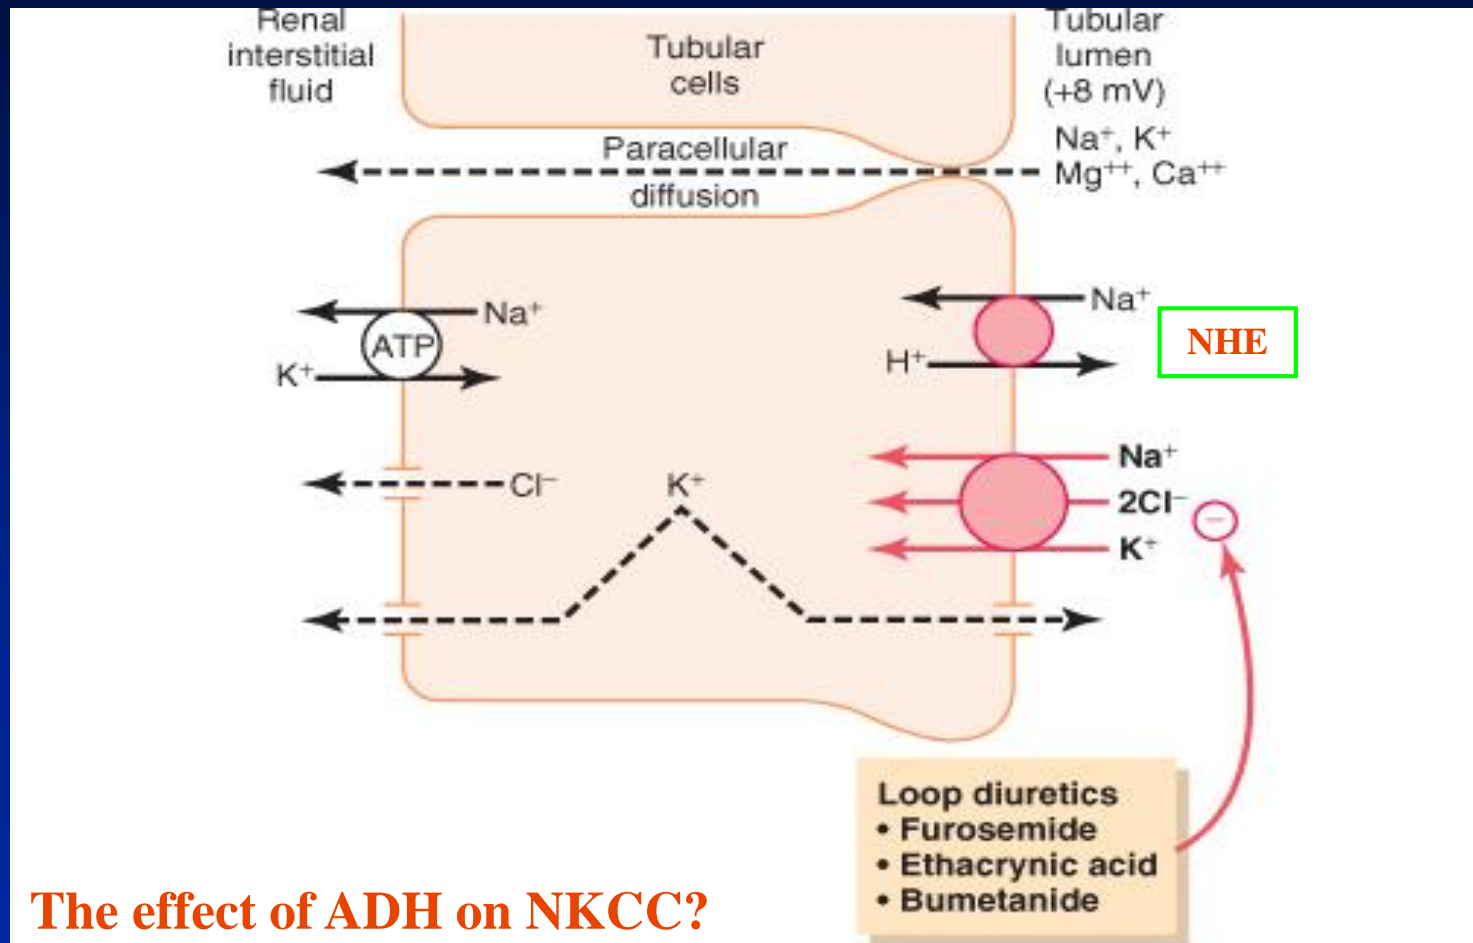 Renal
interstitial
fluid
Tubular
cells
Tubular
lumen
(+8 mV)
Paracellular
diffusion
Na⁺, K⁺
Mg⁺⁺, Ca⁺⁺
Na⁺
ATP
K⁺
Na⁺
H⁺
NHE
Cl⁻
K⁺
Na⁺
2Cl⁻
K⁺
−
Loop diuretics
• Furosemide
• Ethacrynic acid
• Bumetanide
The effect of ADH on NKCC?